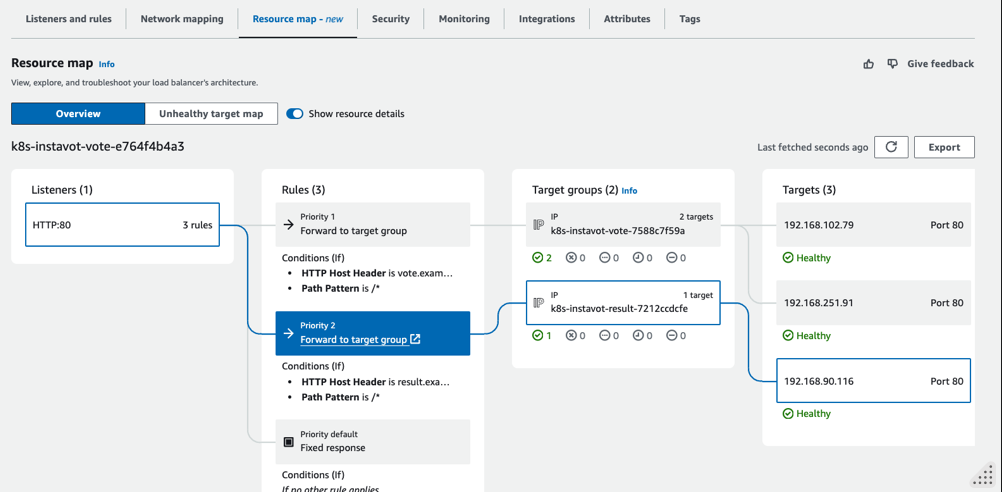 Listeners and rules
Network mapping
Resource map - new
Security
Monitoring
Integrations
Attributes
Tags
Resource map Info
Give feedback
View, explore, and troubleshoot your load balancer's architecture.
Overview
Unhealthy target map
Show resource details
k8s-instavot-vote-e764f4b4a3
Last fetched seconds ago
Export
Listeners (1)
HTTP:80
3 rules
Rules (3)
Priority 1
Forward to target group
Conditions (If)
• HTTP Host Header is vote.exam...
• Path Pattern is /*
Priority 2
Forward to target group
Conditions (If)
• HTTP Host Header is result.exa...
• Path Pattern is /*
Priority default
Fixed response
Conditions (If)
If no other rule applies
Target groups (2) Info
IP
2 targets
k8s-instavot-vote-7588c7f59a
2 0 0 0 0
IP
1 target
k8s-instavot-result-7212ccdcfe
1 0 0 0 0
Targets (3)
192.168.102.79
Port 80
Healthy
192.168.251.91
Port 80
Healthy
192.168.90.116
Port 80
Healthy